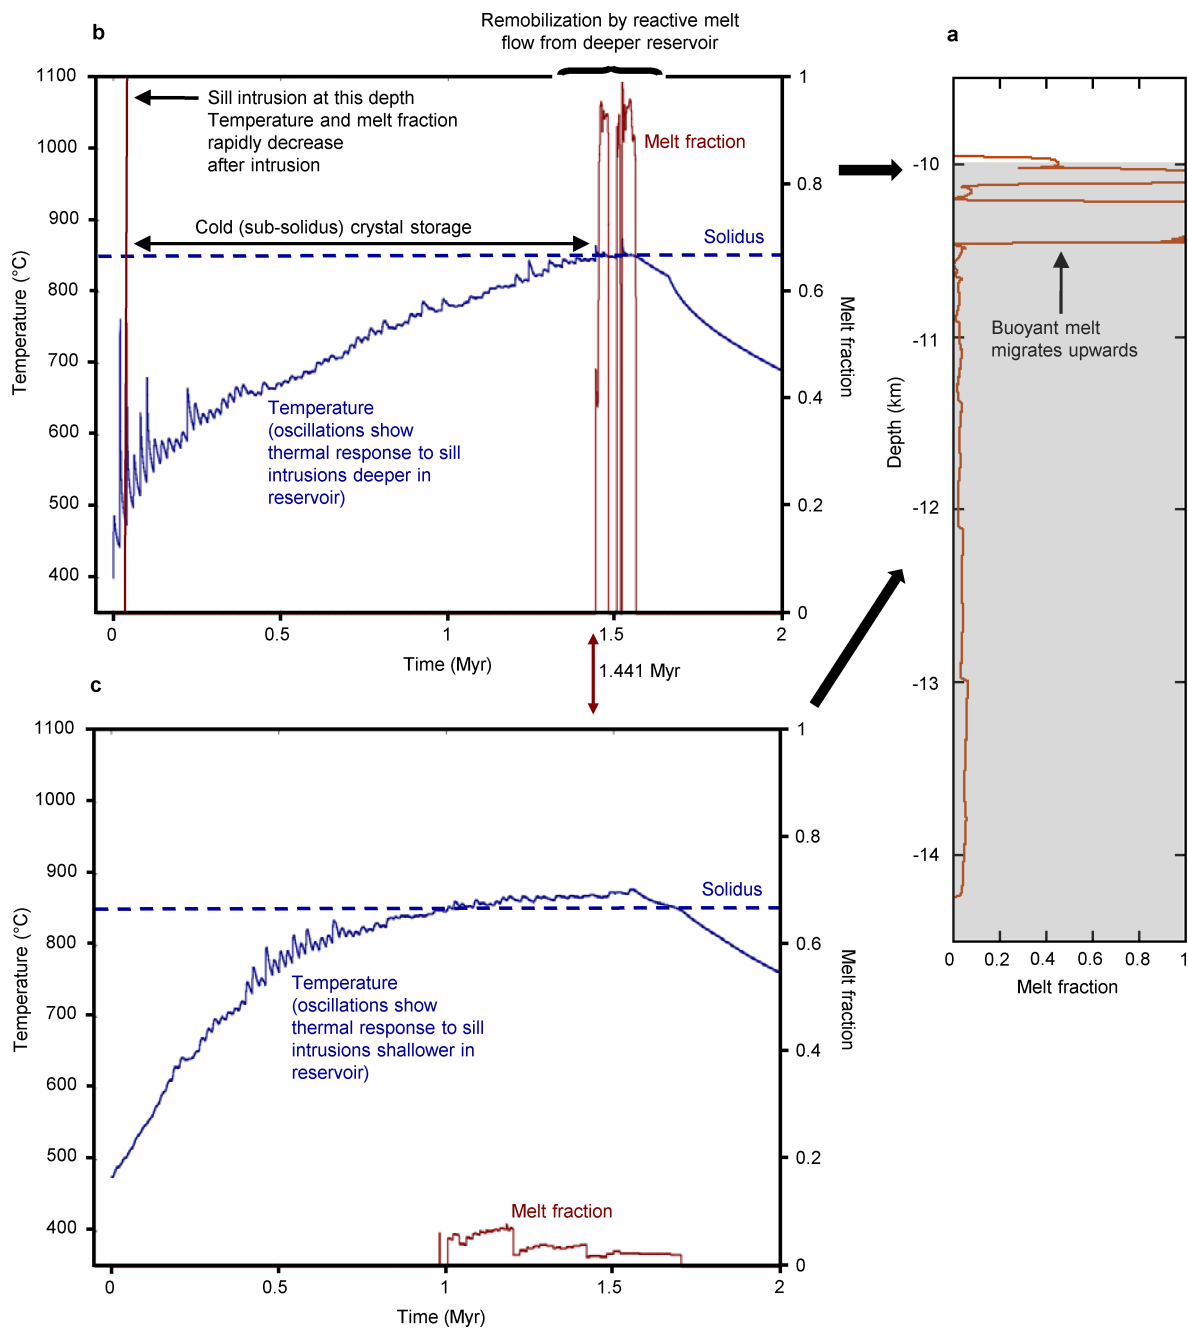 b
Remobilization by reactive melt
flow from deeper reservoir
a
1100
1000
900
800
700
600
500
400
Temperature (°C)
Sill intrusion at this depth
Temperature and melt fraction
rapidly decrease
after intrusion
Melt fraction
Cold (sub-solidus) crystal storage
Solidus
Temperature
(oscillations show
thermal response to sill
intrusions deeper in
reservoir)
1
0.8
0.6
0.4
0.2
0
Melt fraction
0
0.5
1
1.5
2
Time (Myr)
1.441 Myr
-10
-11
-12
-13
-14
Depth (km)
Buoyant melt
migrates upwards
0
0.2
0.4
0.6
0.8
1
Melt fraction
c
1100
1000
900
800
700
600
500
400
Temperature (°C)
Solidus
Temperature
(oscillations show
thermal response to sill
intrusions shallower in
reservoir)
Melt fraction
1
0.8
0.6
0.4
0.2
0
Melt fraction
0
0.5
1
1.5
2
Time (Myr)